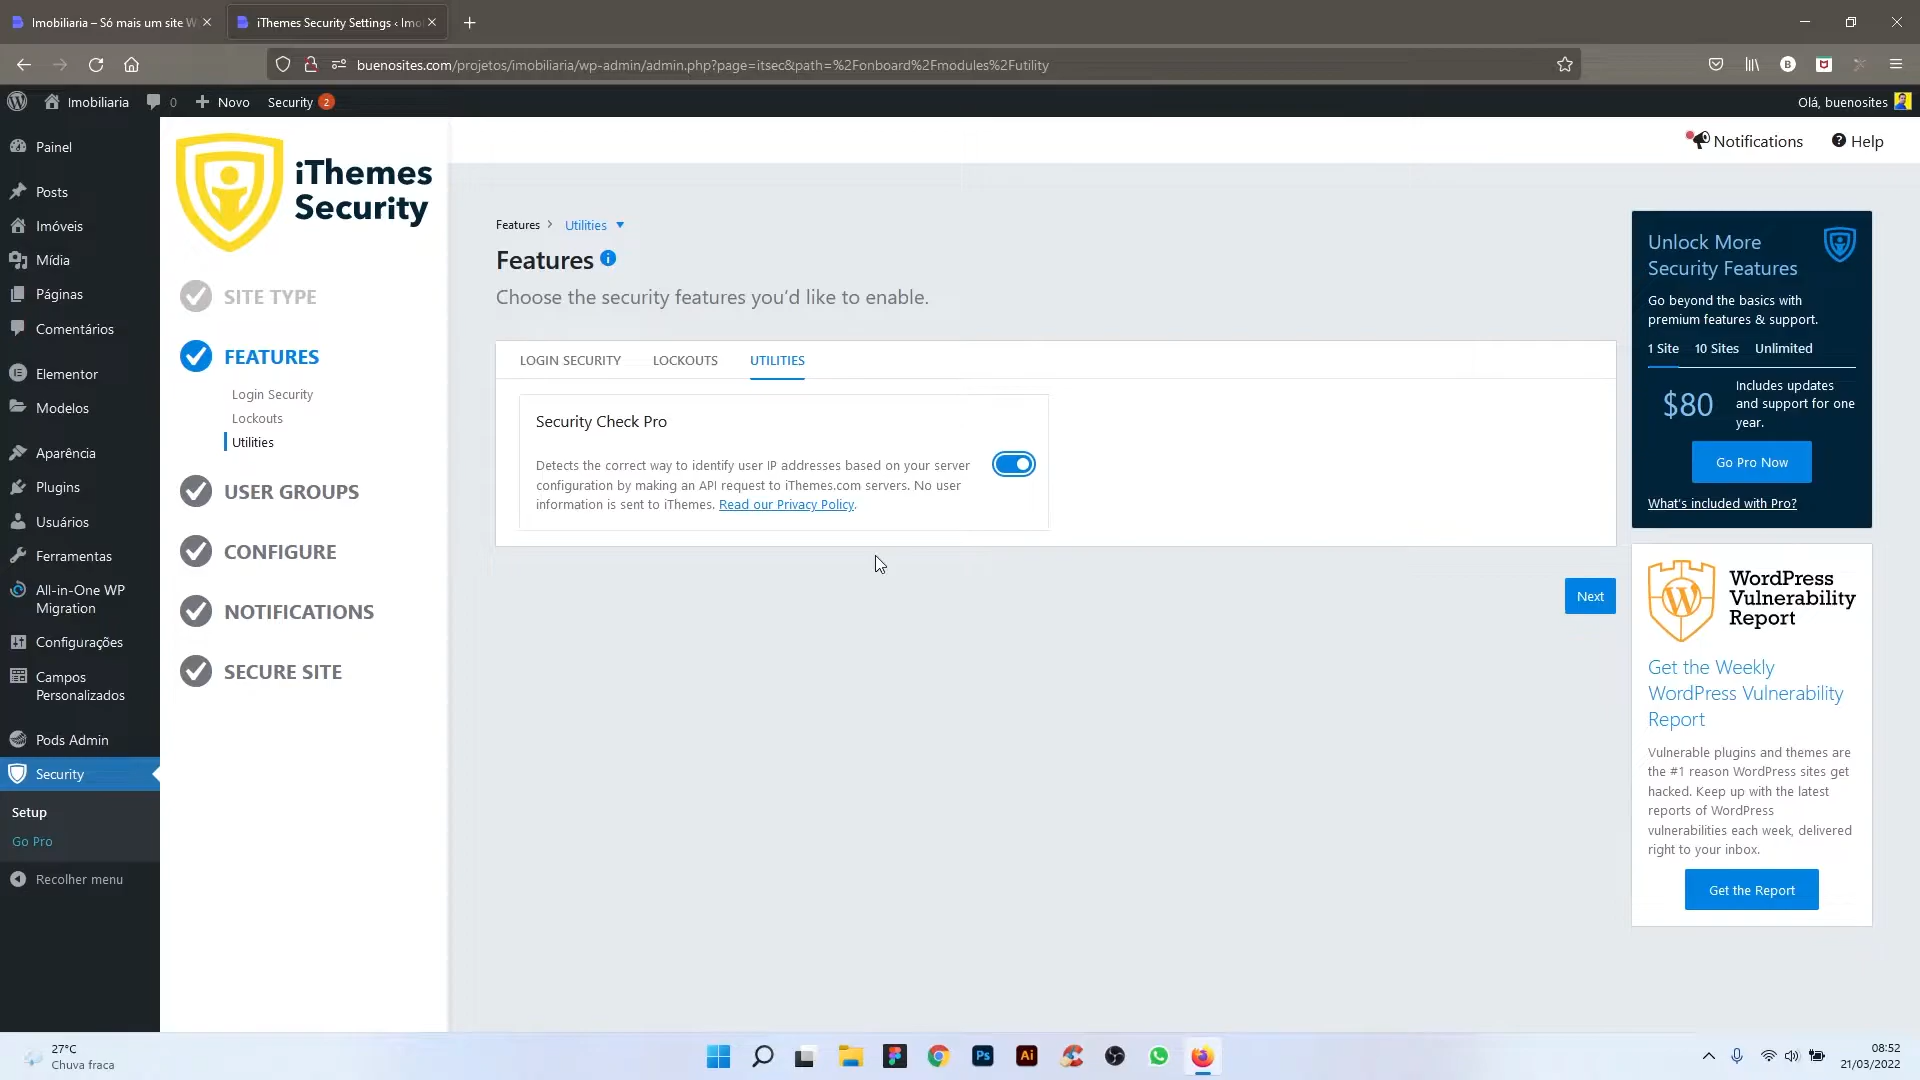 Imobiliaria – Só mais um site W
iThemes Security Settings ‹ Imo
buenosites.com/projetos/imobiliaria/wp-admin/admin.php?page=itsec&path=%2Fonboard%2Fmodules%2Futility
Imobiliaria
0
Novo
Security 2
Olá, buenosites
Painel
Posts
Imóveis
Mídia
Páginas
Comentários
Elementor
Modelos
Aparência
Plugins
Usuários
Ferramentas
All-in-One WP
Migration
Configurações
Campos
Personalizados
Pods Admin
Security
Setup
Go Pro
Recolher menu
iThemes
Security
SITE TYPE
FEATURES
Login Security
Lockouts
Utilities
USER GROUPS
CONFIGURE
NOTIFICATIONS
SECURE SITE
Notifications
Help
Features > Utilities
Features
Choose the security features you'd like to enable.
LOGIN SECURITY
LOCKOUTS
UTILITIES
Security Check Pro
Detects the correct way to identify user IP addresses based on your server
configuration by making an API request to iThemes.com servers. No user
information is sent to iThemes. Read our Privacy Policy.
Next
Unlock More
Security Features
Go beyond the basics with
premium features & support.
1 Site
10 Sites
Unlimited
$80
Includes updates
and support for one
year.
Go Pro Now
What's included with Pro?
WordPress
Vulnerability
Report
Get the Weekly
WordPress Vulnerability
Report
Vulnerable plugins and themes are
the #1 reason WordPress sites get
hacked. Keep up with the latest
reports of WordPress
vulnerabilities each week, delivered
right to your inbox.
Get the Report
27°C
Chuva fraca
Ps
Ai
08:52
21/03/2022